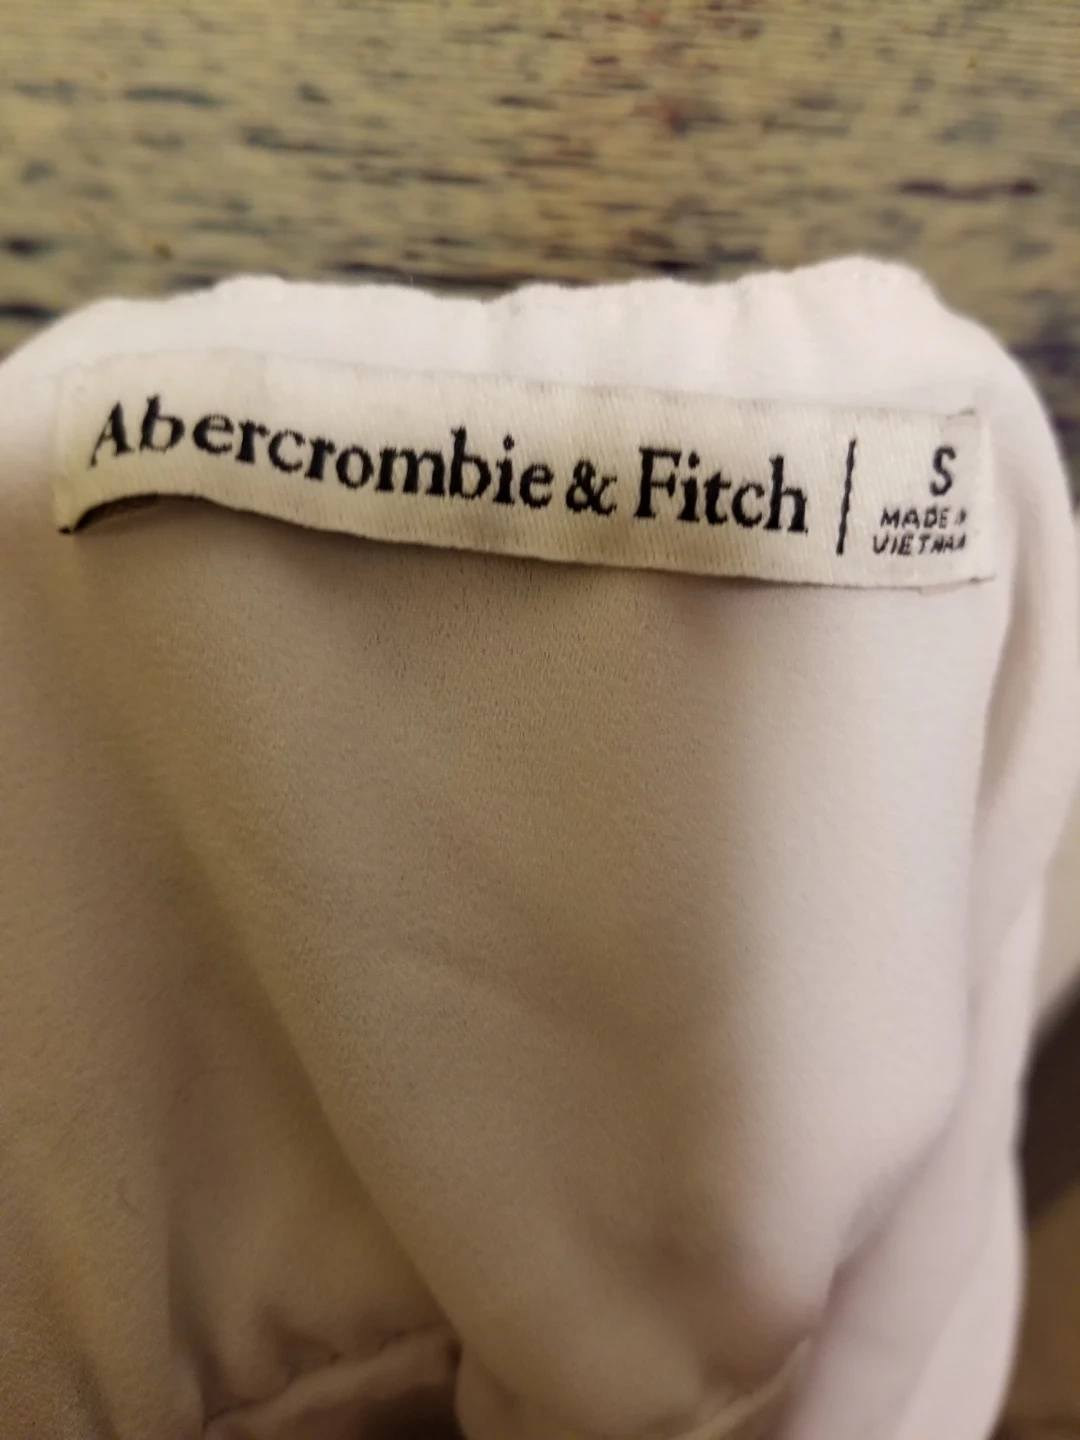 Abercrombie & Fitch | S
MADE IN
VIETNAM